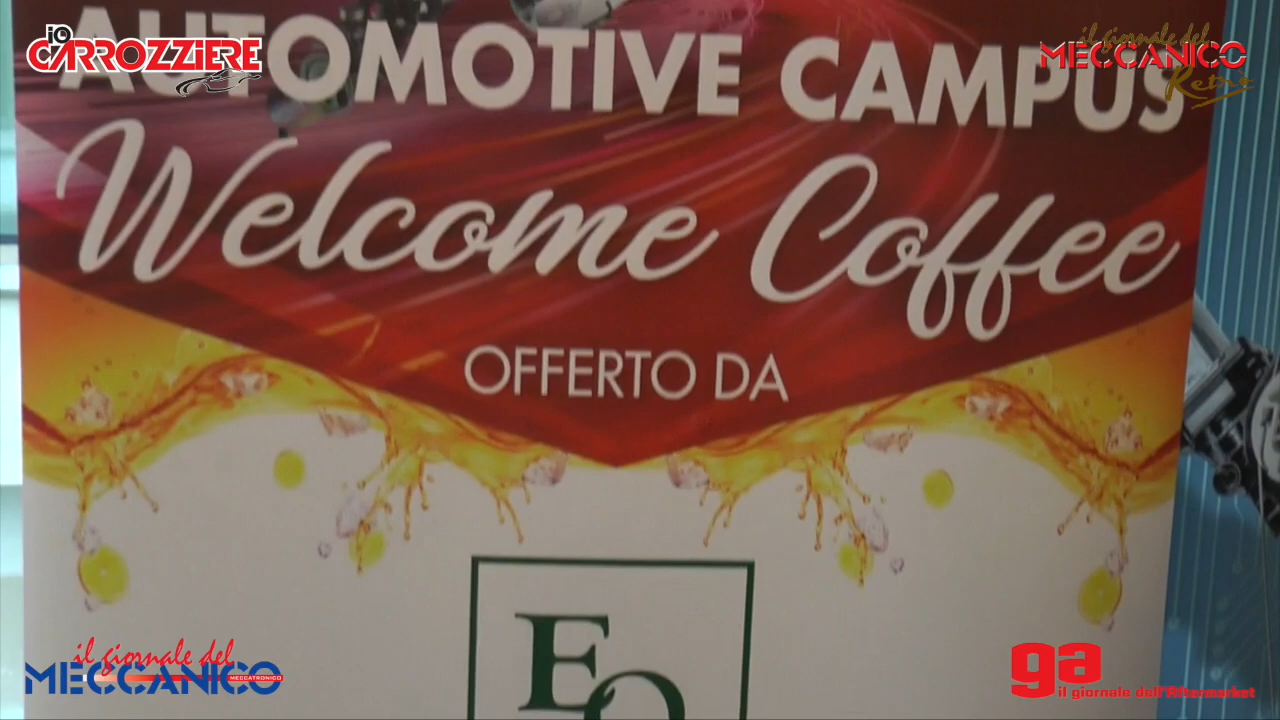 io
CARROZZIERE
il giornale del
MECCANICO
Retrò
AUTOMOTIVE CAMPUS
Welcome Coffee
OFFERTO DA
EO
il giornale del
MECCANICO
MECCATRONICO
ga
il giornale dell'Aftermarket